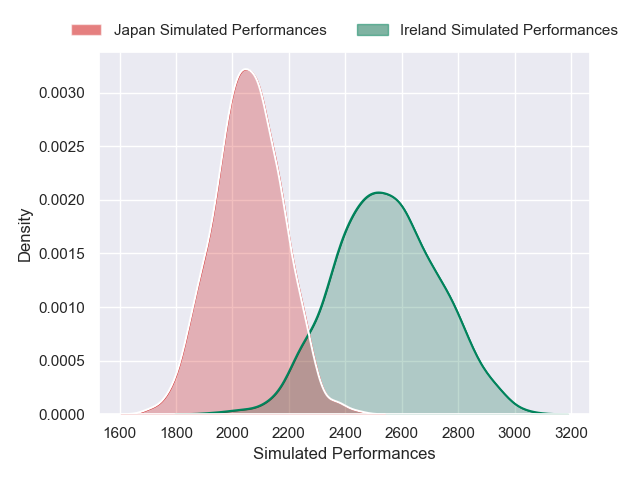 Japan Simulated Performances Ireland Simulated Performances
0.0030
0.0025
0.0020
0.0015
0.0010
0.0005
0.0000
Density
1600 1800 2000 2200 2400 2600 2800 3000 3200
Simulated Performances